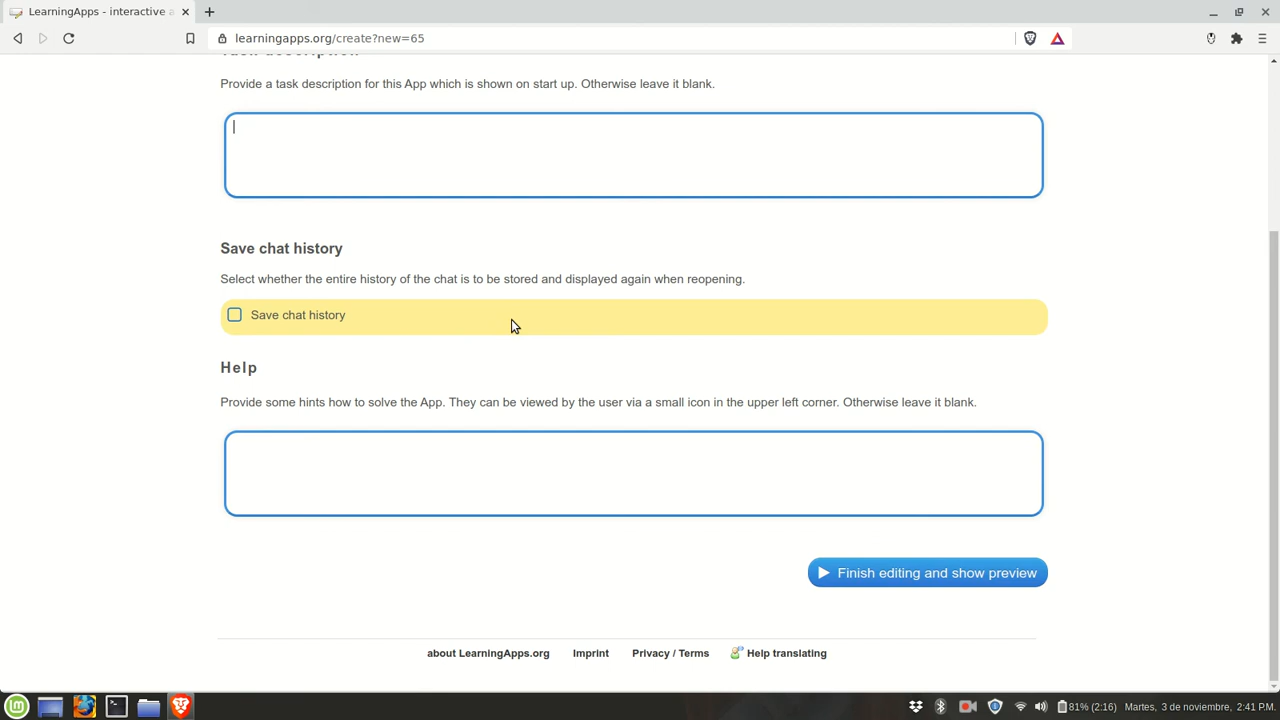 LearningApps - interactive
learningapps.org/create?new=65
Task description
Provide a task description for this App which is shown on start up. Otherwise leave it blank.
Save chat history
Select whether the entire history of the chat is to be stored and displayed again when reopening.
Save chat history
Help
Provide some hints how to solve the App. They can be viewed by the user via a small icon in the upper left corner. Otherwise leave it blank.
Finish editing and show preview
about LearningApps.org Imprint Privacy / Terms Help translating
81% (2:16) Martes, 3 de noviembre, 2:41 P.M.